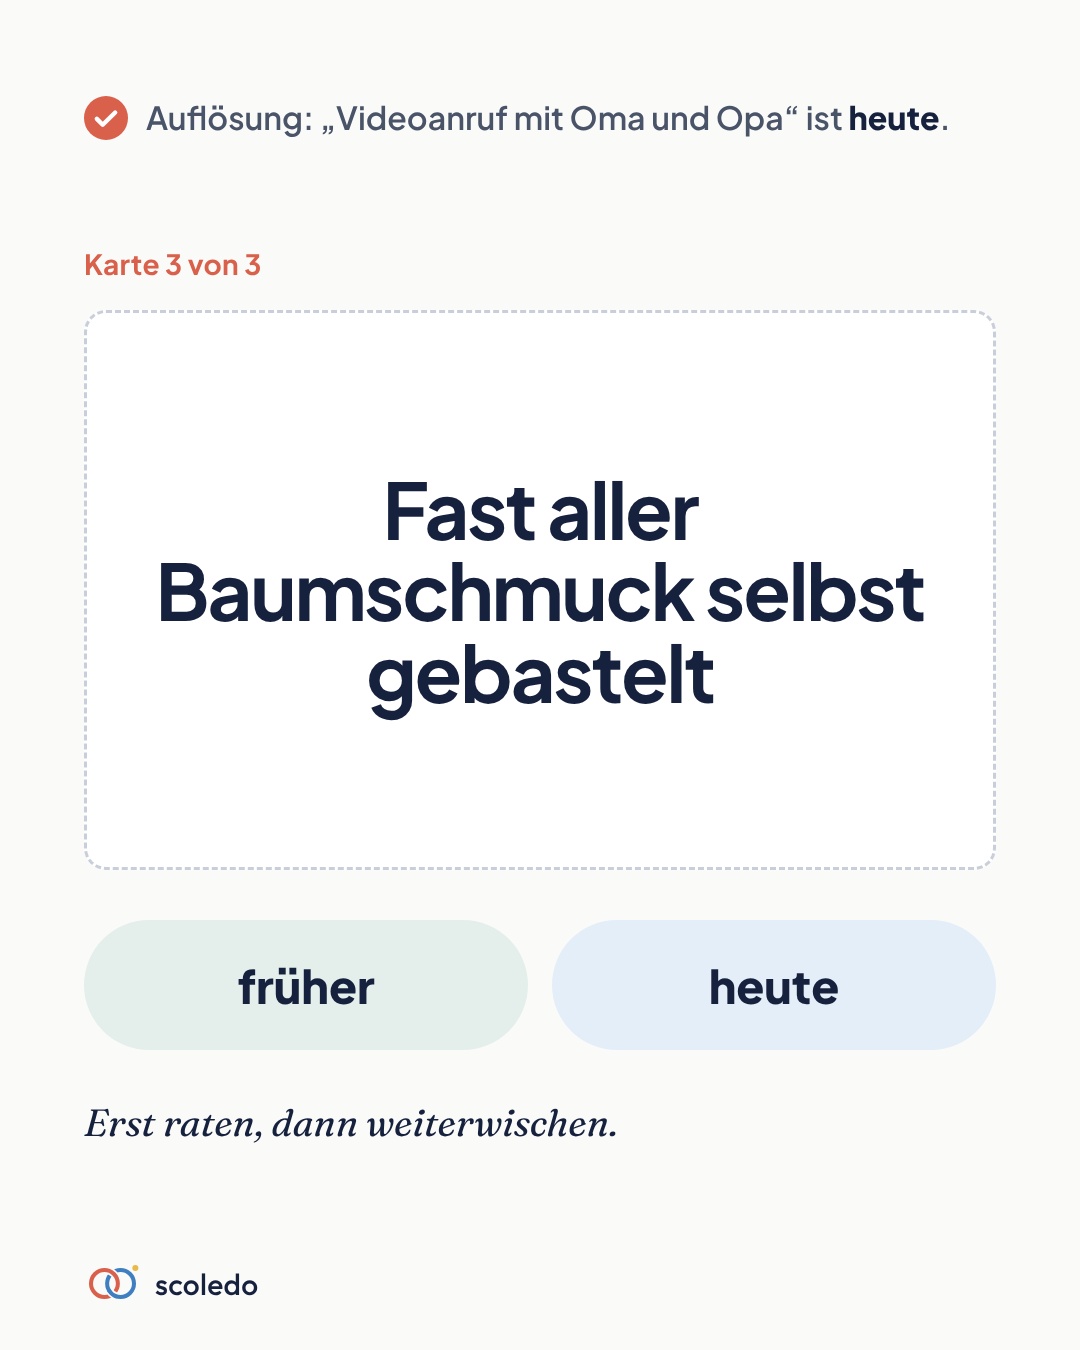 Auflösung: „Videoanruf mit Oma und Opa“ ist heute.
Karte 3 von 3
Fast aller
Baumschmuck selbst
gebastelt
früher
heute
Erst raten, dann weiterwischen.
scoledo